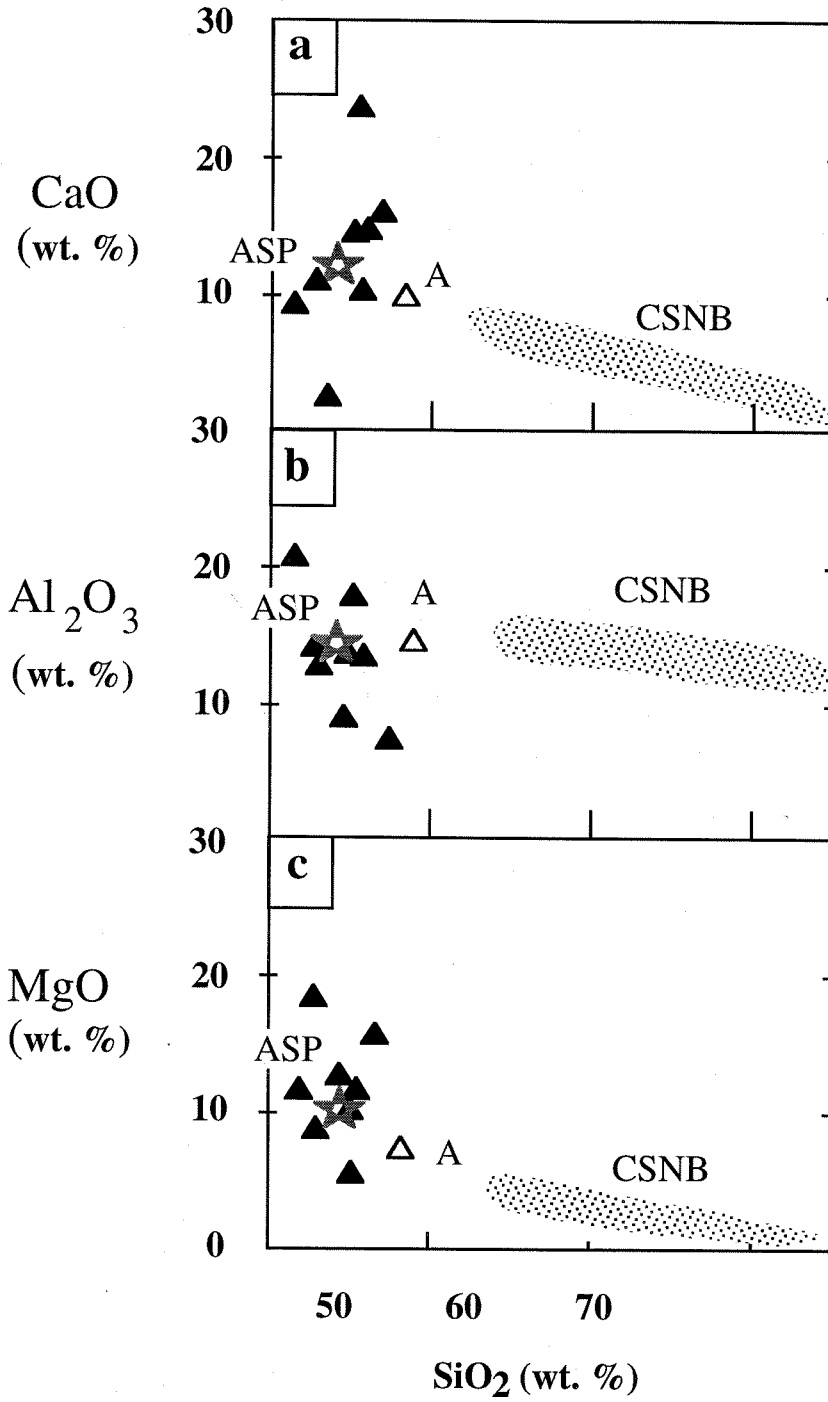 30
a
20
CaO
(wt. %)
ASP
A
10
CSNB
30
b
20
Al2O3
(wt. %)
ASP
A
CSNB
10
30
c
20
MgO
(wt. %)
ASP
10
A
CSNB
0
50 60 70
SiO2 (wt. %)